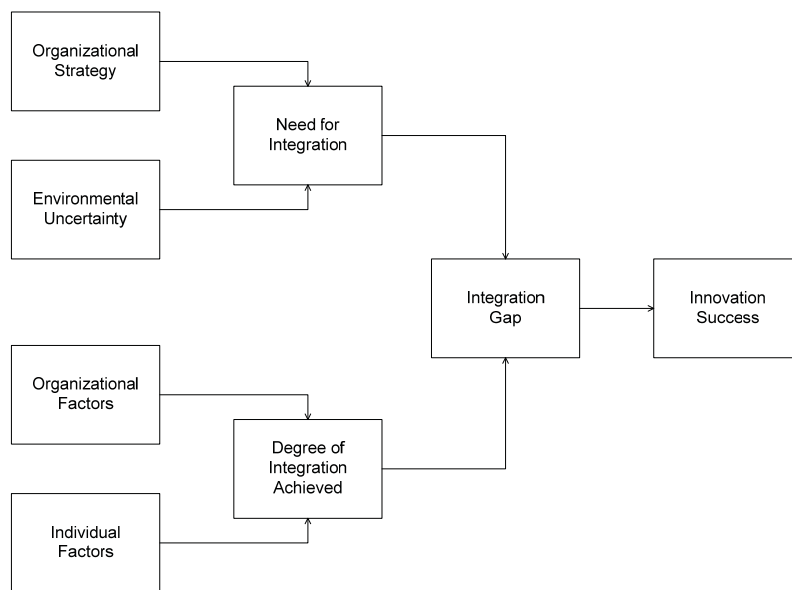 Organizational
Strategy
Need for
Integration
Environmental
Uncertainty
Integration
Gap
Innovation
Success
Organizational
Factors
Degree of
Integration
Achieved
Individual
Factors